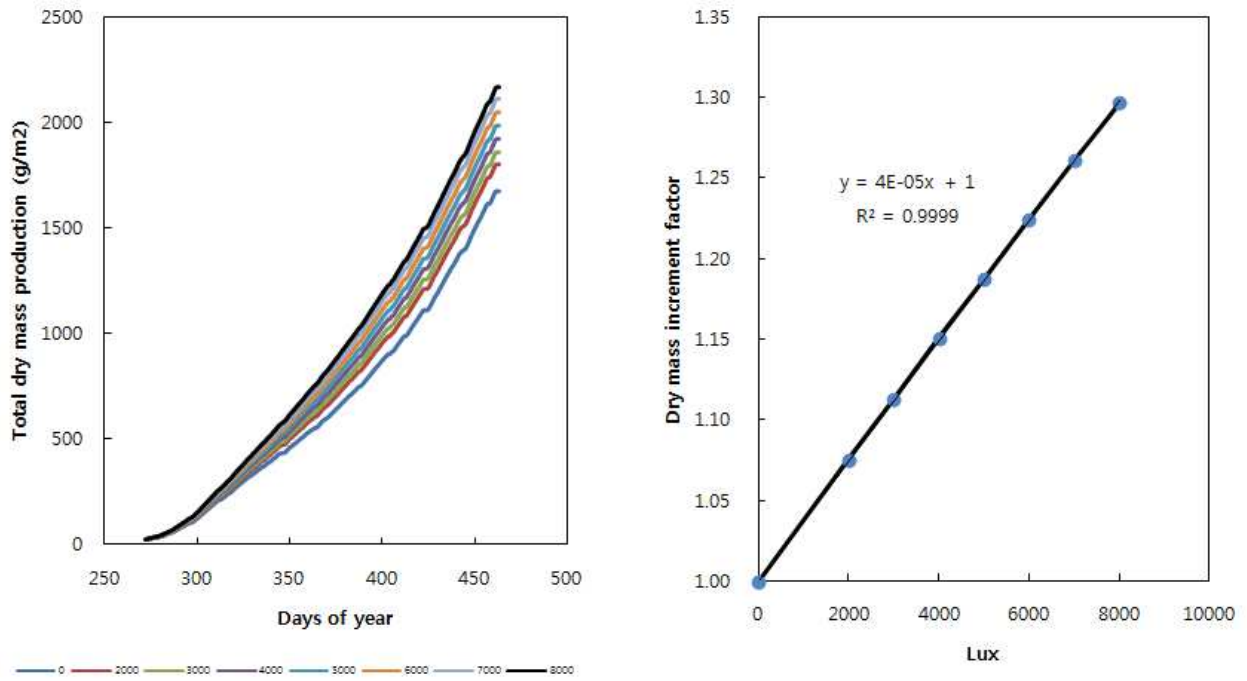 Total dry mass production (g/m2)
2500
2000
1500
1000
500
0
250 300 350 400 450 500
Days of year
0 2000 3000 4000 5000 6000 7000 8000
Dry mass increment factor
1.35
1.30
1.25
1.20
1.15
1.10
1.05
1.00
y = 4E-05x + 1
R² = 0.9999
0 2000 4000 6000 8000 10000
Lux